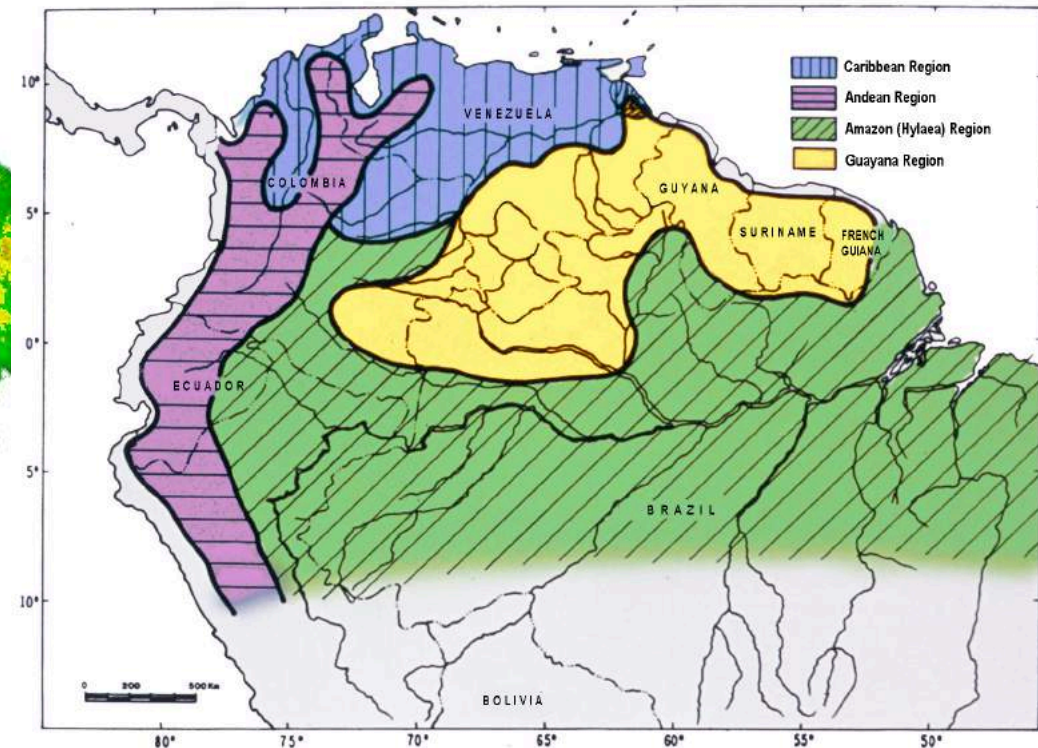 Caribbean Region
Andean Region
Amazon (Hylaea) Region
Guayana Region
10°
5°
0°
5°
10°
VENEZUELA
COLOMBIA
GUYANA
SURINAME
FRENCH
GUIANA
ECUADOR
BRAZIL
BOLIVIA
0 200 500 Km
80° 75° 70° 65° 60° 55° 50°